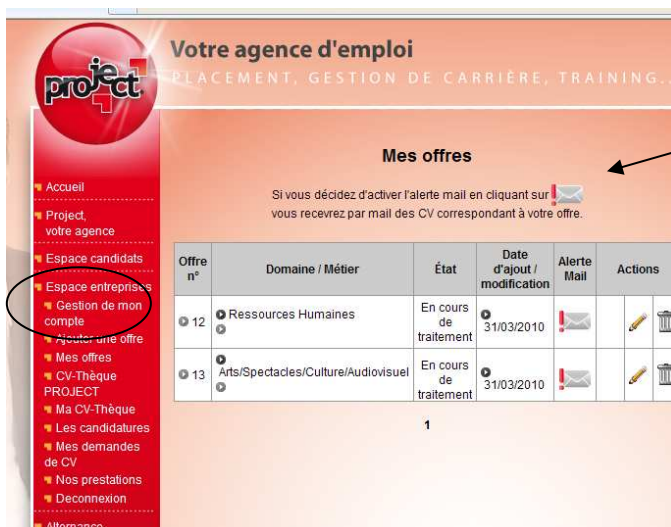 project
Votre agence d'emploi
PLACEMENT, GESTION DE CARRIÈRE, TRAINING..
Accueil
Project,
votre agence
Espace candidats
Espace entreprises
Gestion de mon
compte
Ajouter une offre
Mes offres
CV-Thèque
PROJECT
Ma CV-Thèque
Les candidatures
Mes demandes
de CV
Nos prestations
Deconnexion
Alternance
Mes offres
Si vous décidez d'activer l'alerte mail en cliquant sur
vous recevrez par mail des CV correspondant à votre offre.
Offre n° Domaine / Métier État Date d'ajout / modification Alerte Mail Actions
12 Ressources Humaines En cours de traitement 31/03/2010
13 Arts/Spectacles/Culture/Audiovisuel En cours de traitement 31/03/2010
1